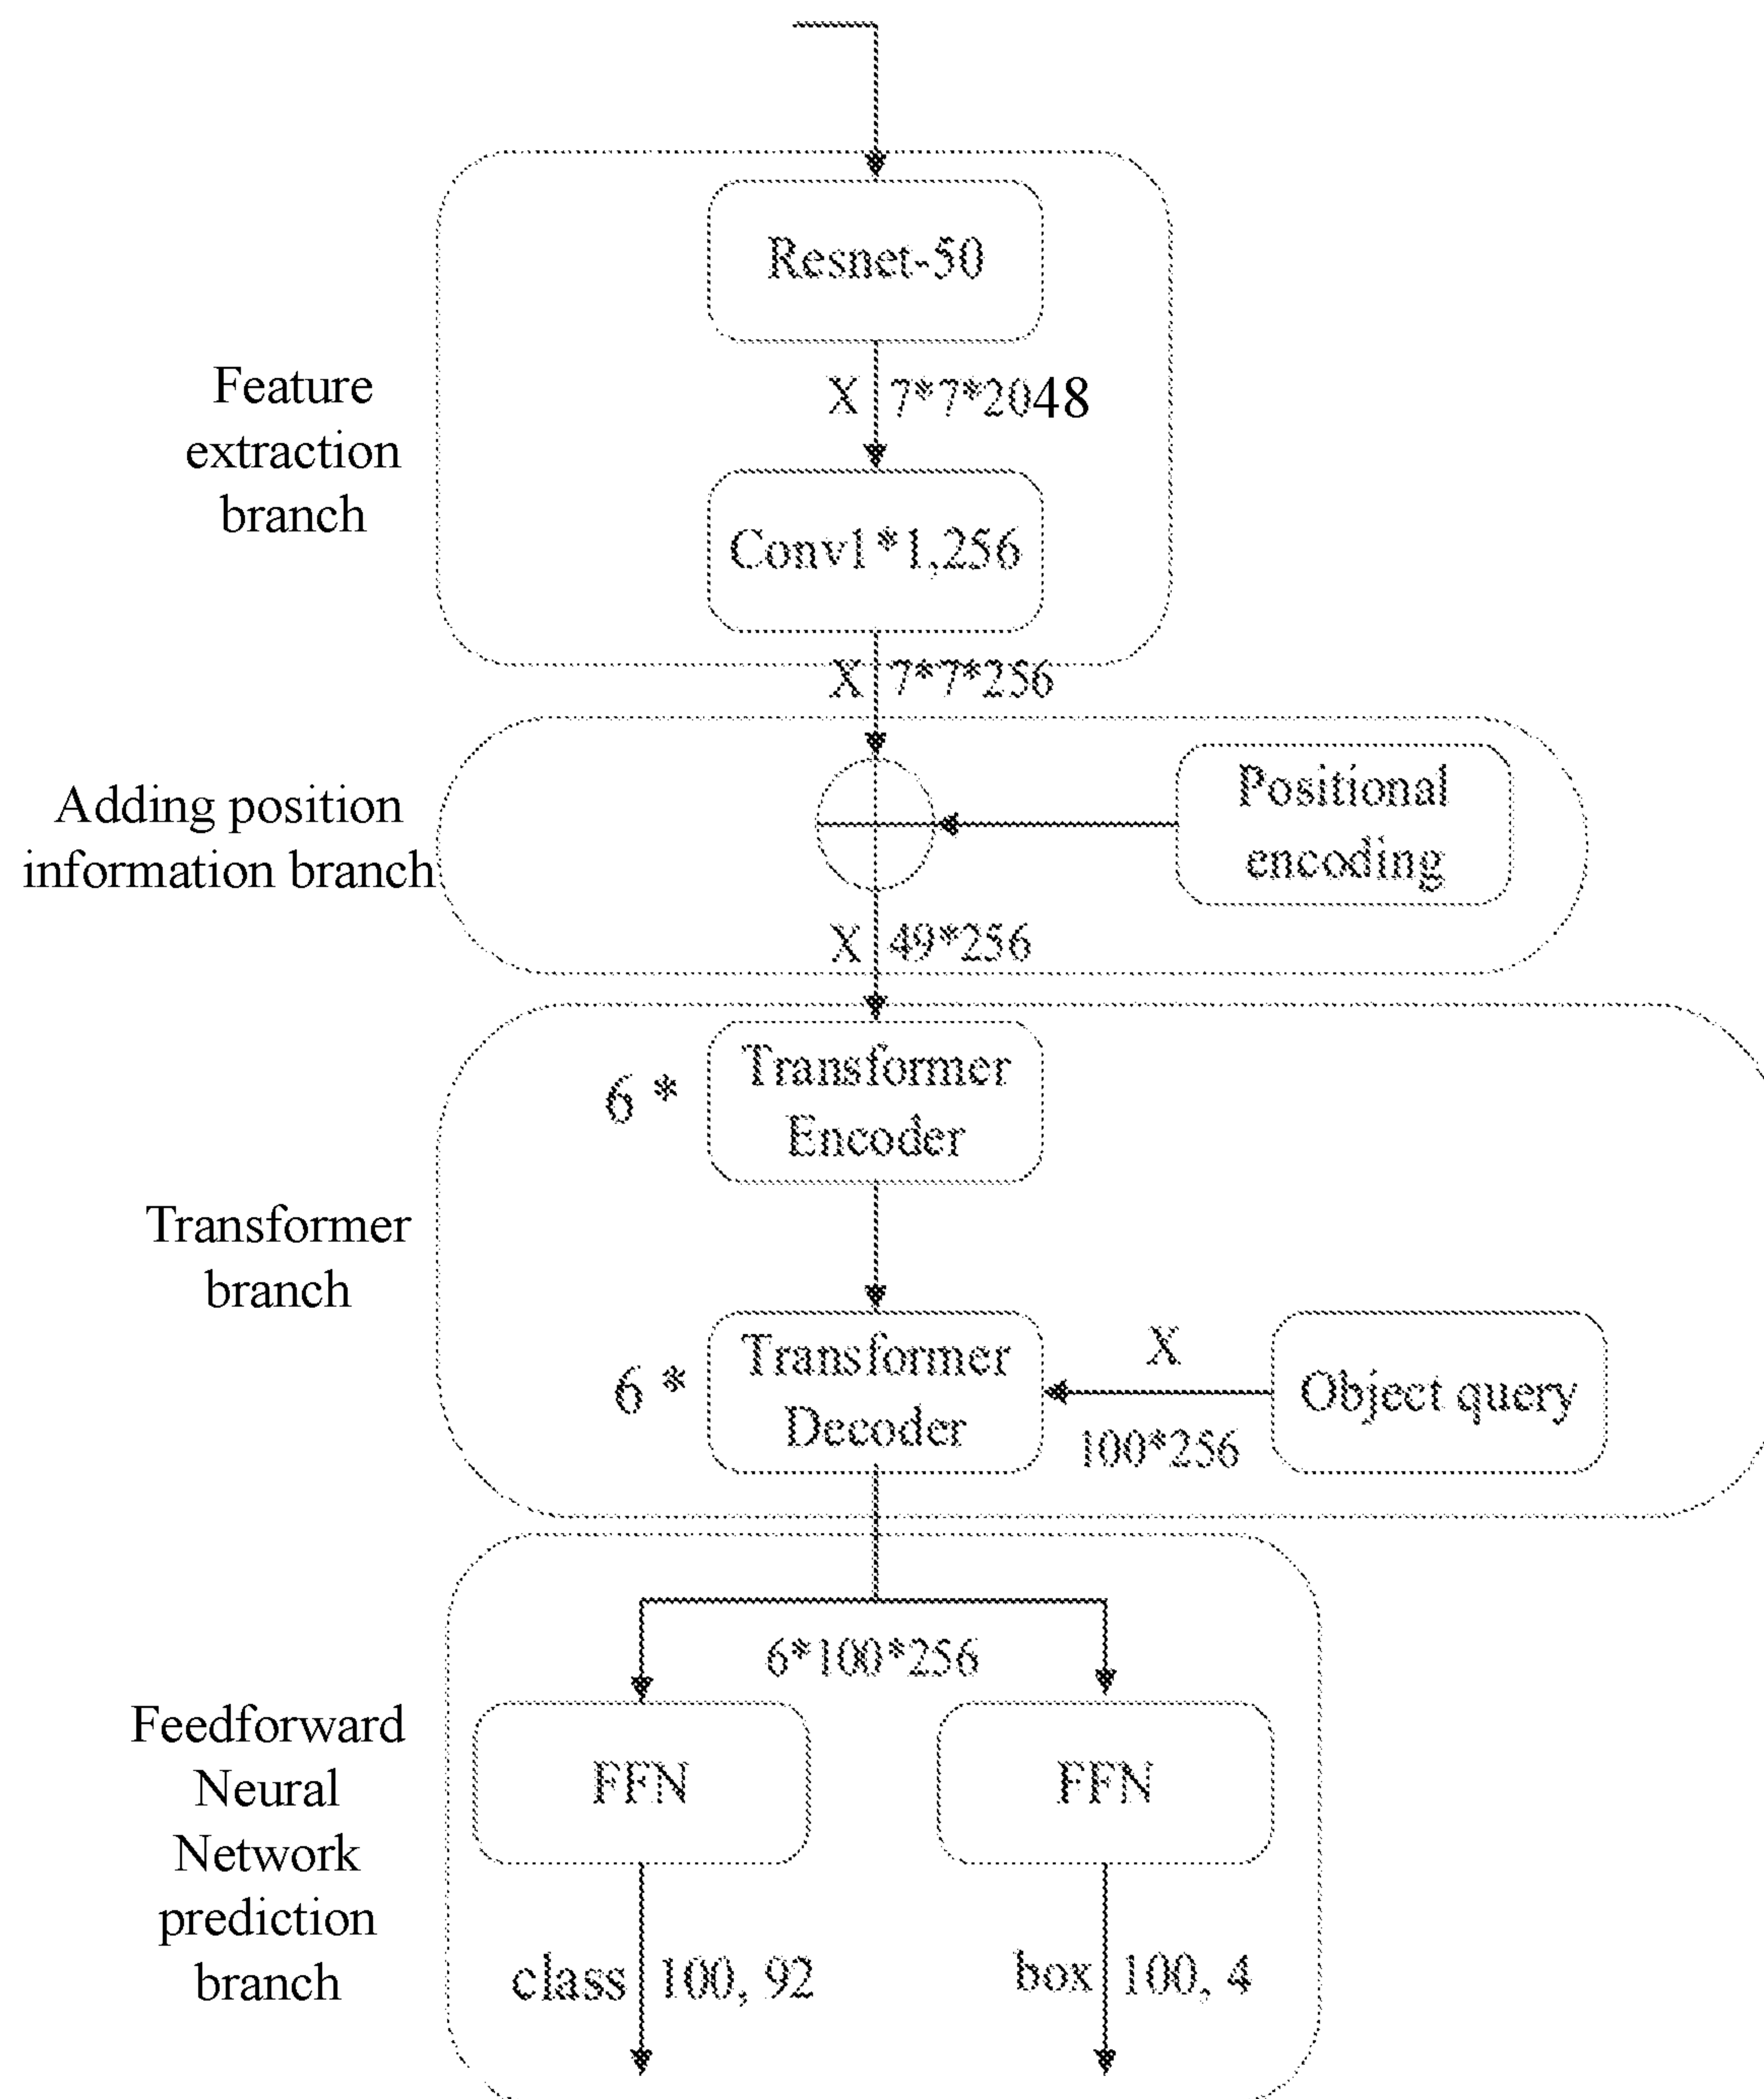 Resnet-50
Feature
extraction
branch
X 7*7*2048
Conv1*1,256
X 7*7*256
Adding position
information branch
Positional
encoding
X 49*256
6 *
Transformer
Encoder
Transformer
branch
6 *
Transformer
Decoder
X
100*256
Object query
6*100*256
Feedforward
Neural
Network
prediction
branch
FFN
FFN
class 100, 92
box 100, 4